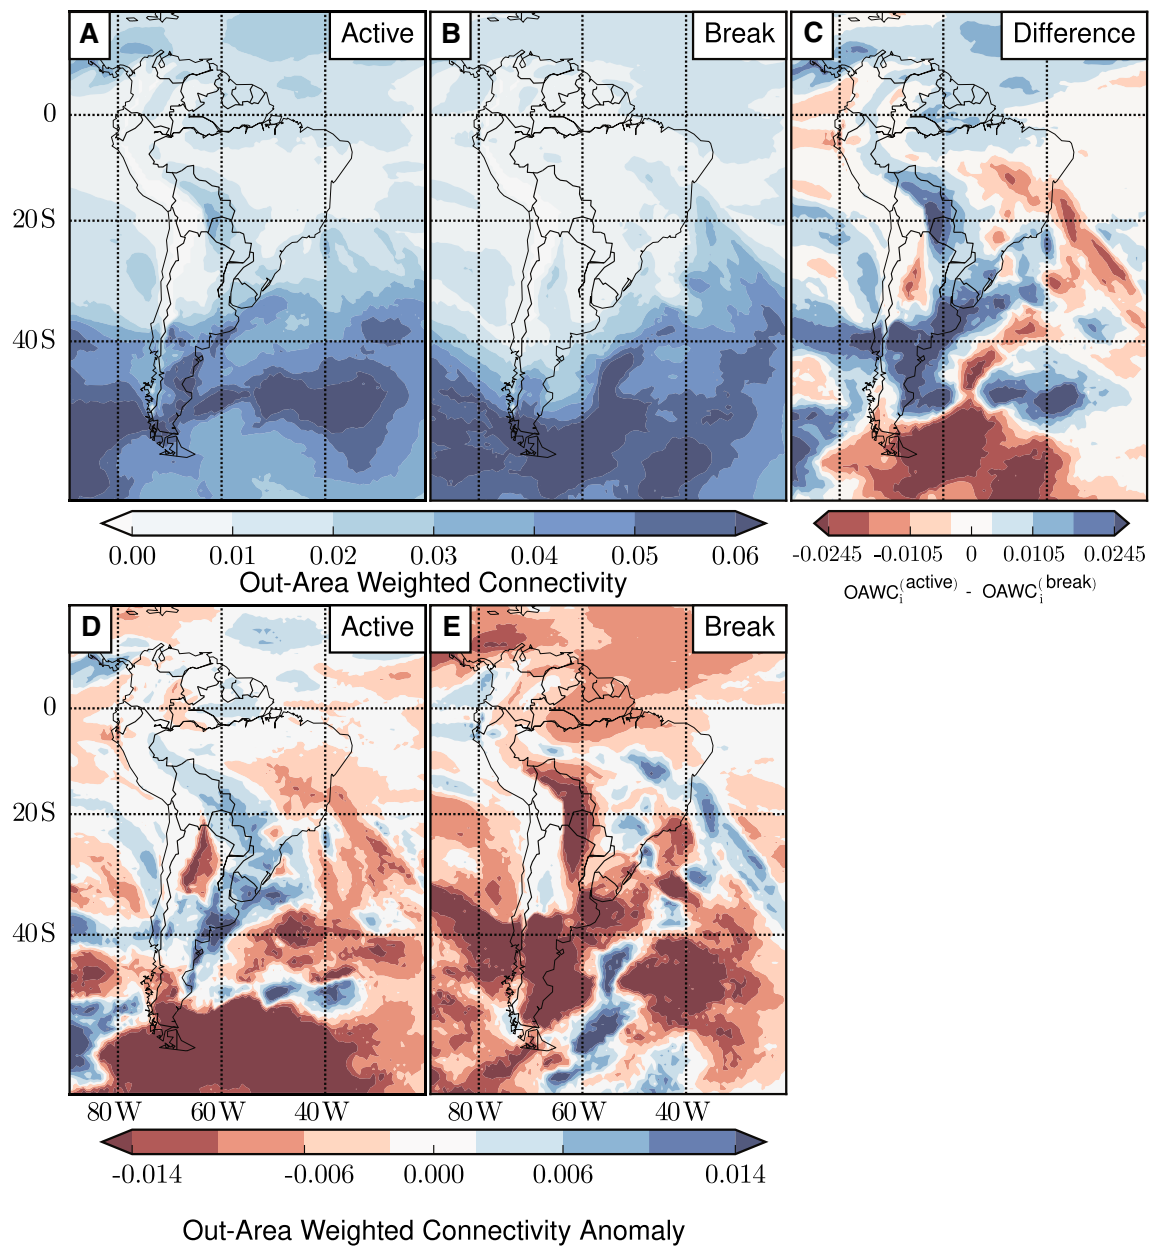 A Active B Break C Difference
0
20 S
40 S
0.00 0.01 0.02 0.03 0.04 0.05 0.06
Out-Area Weighted Connectivity
-0.0245 -0.0105 0 0.0105 0.0245
OAWC_i^(active) - OAWC_i^(break)
D Active E Break
0
20 S
40 S
80 W 60 W 40 W 80 W 60 W 40 W
-0.014 -0.006 0.000 0.006 0.014
Out-Area Weighted Connectivity Anomaly